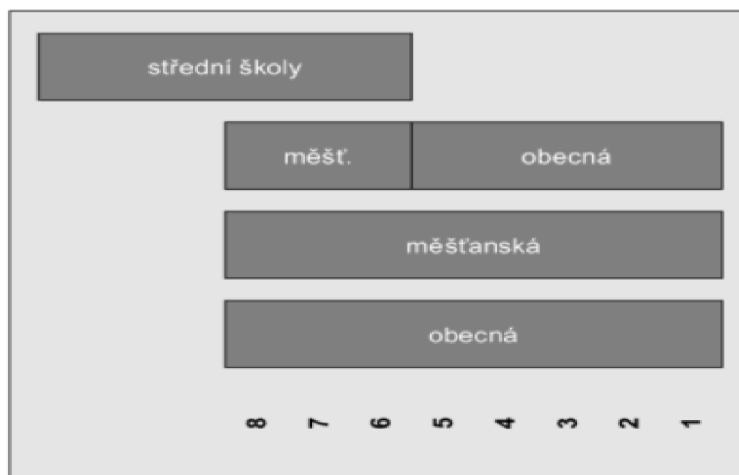 střední školy
měšť. obecná
měšťanská
obecná
8 7 6 5 4 3 2 1